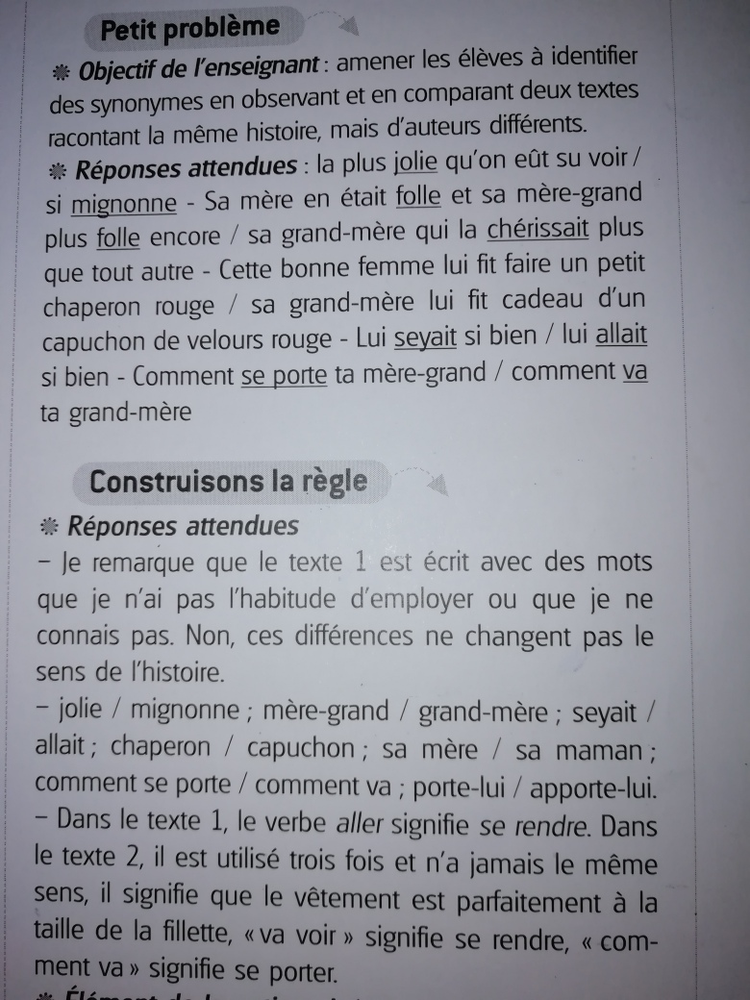 Petit problème
Objectif de l'enseignant : amener les élèves à identifier
des synonymes en observant et en comparant deux textes
racontant la même histoire, mais d'auteurs différents.
Réponses attendues : la plus jolie qu'on eût su voir /
si mignonne - Sa mère en était folle et sa mère-grand
plus folle encore / sa grand-mère qui la chérissait plus
que tout autre - Cette bonne femme lui fit faire un petit
chaperon rouge / sa grand-mère lui fit cadeau d'un
capuchon de velours rouge - Lui seyait si bien / lui allait
si bien - Comment se porte ta mère-grand / comment va
ta grand-mère
Construisons la règle
Réponses attendues
– Je remarque que le texte 1 est écrit avec des mots
que je n'ai pas l'habitude d'employer ou que je ne
connais pas. Non, ces différences ne changent pas le
sens de l'histoire.
– jolie / mignonne ; mère-grand / grand-mère ; seyait /
allait ; chaperon / capuchon ; sa mère / sa maman ;
comment se porte / comment va ; porte-lui / apporte-lui.
– Dans le texte 1, le verbe aller signifie se rendre. Dans
le texte 2, il est utilisé trois fois et n'a jamais le même
sens, il signifie que le vêtement est parfaitement à la
taille de la fillette, « va voir » signifie se rendre, « com-
ment va » signifie se porter.